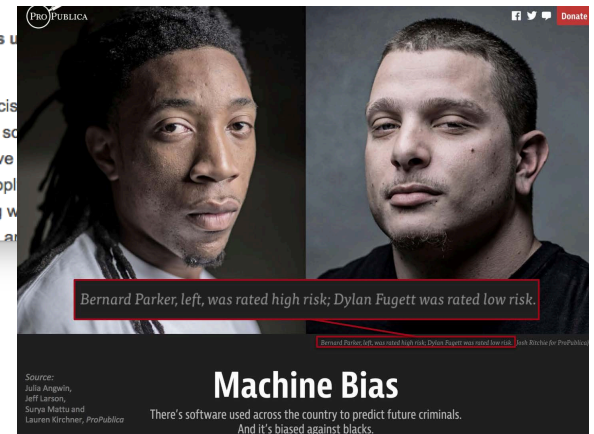 PRO PUBLICA
Donate
Bernard Parker, left, was rated high risk; Dylan Fugett was rated low risk.
Bernard Parker, left, was rated high risk; Dylan Fugett was rated low risk. (Josh Ritchie for ProPublica)
Source:
Julia Angwin,
Jeff Larson,
Surya Mattu and
Lauren Kirchner, ProPublica
Machine Bias
There's software used across the country to predict future criminals.
And it's biased against blacks.